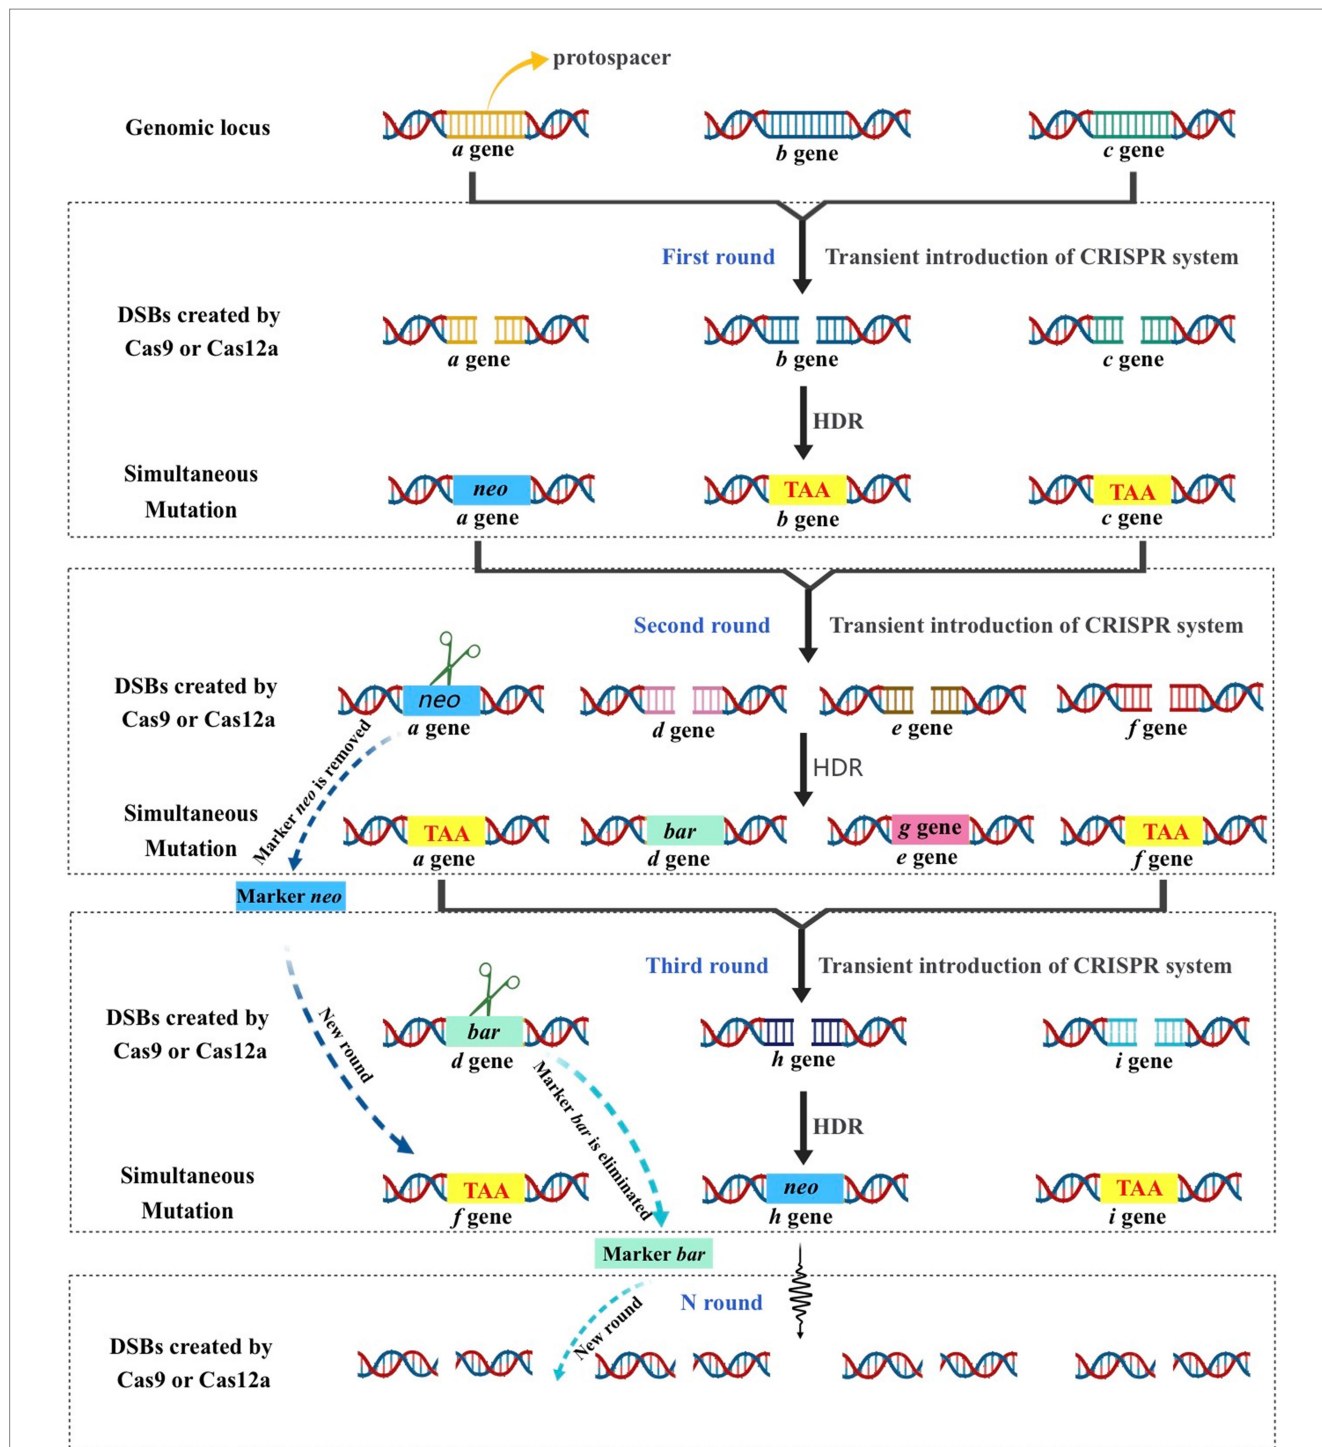 protospacer
Genomic locus
a gene
b gene
c gene
First round
Transient introduction of CRISPR system
DSBs created by
Cas9 or Cas12a
a gene
b gene
c gene
HDR
Simultaneous
Mutation
neo
TAA
TAA
a gene
b gene
c gene
Second round
Transient introduction of CRISPR system
DSBs created by
Cas9 or Cas12a
neo
a gene
d gene
e gene
f gene
Marker neo is removed
HDR
Simultaneous
Mutation
TAA
bar
g gene
TAA
a gene
d gene
e gene
f gene
Marker neo
Third round
Transient introduction of CRISPR system
New round
DSBs created by
Cas9 or Cas12a
bar
d gene
h gene
i gene
Marker bar is eliminated
HDR
Simultaneous
Mutation
TAA
neo
TAA
f gene
h gene
i gene
Marker bar
N round
New round
DSBs created by
Cas9 or Cas12a